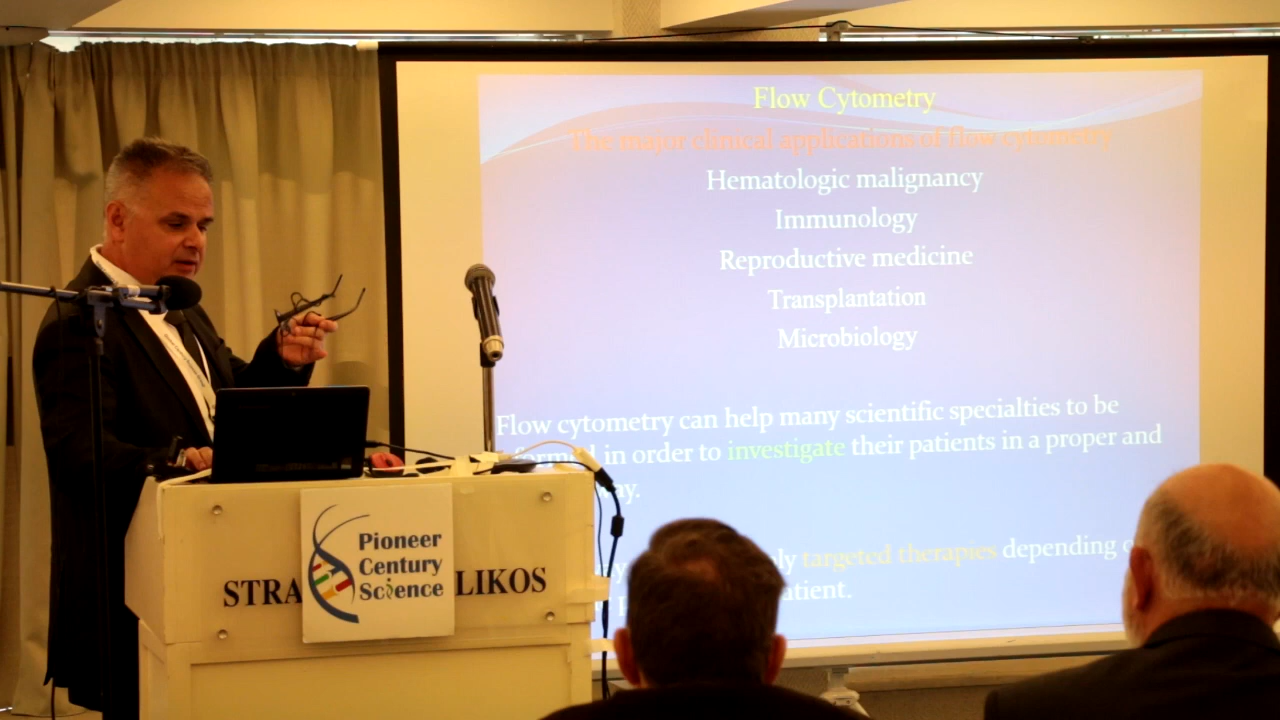 Flow Cytometry
The major clinical applications of flow cytometry
Hematologic malignancy
Immunology
Reproductive medicine
Transplantation
Microbiology
Flow cytometry can help many scientific specialties to be
in order to investigate their patients in a proper and
targeted therapies depending
Pioneer
Century
Science
STRA LIKOS